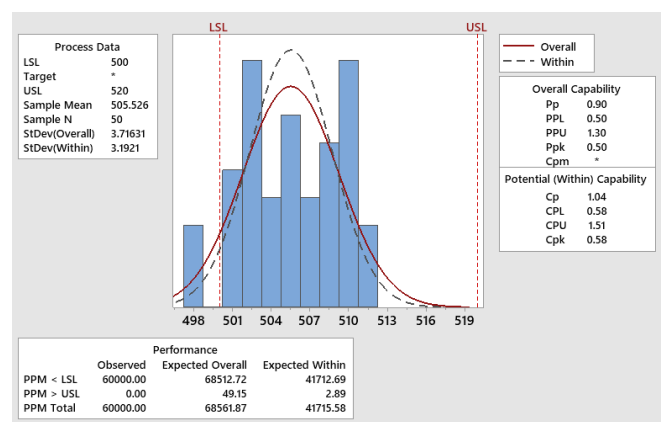 LSL USL
Process Data
LSL 500
Target *
USL 520
Sample Mean 505.526
Sample N 50
StDev(Overall) 3.71631
StDev(Within) 3.1921
Overall
Within
Overall Capability
Pp 0.90
PPL 0.50
PPU 1.30
Ppk 0.50
Cpm *
Potential (Within) Capability
Cp 1.04
CPL 0.58
CPU 1.51
Cpk 0.58
498 501 504 507 510 513 516 519
Performance
Observed Expected Overall Expected Within
PPM < LSL 60000.00 68512.72 41712.69
PPM > USL 0.00 49.15 2.89
PPM Total 60000.00 68561.87 41715.58